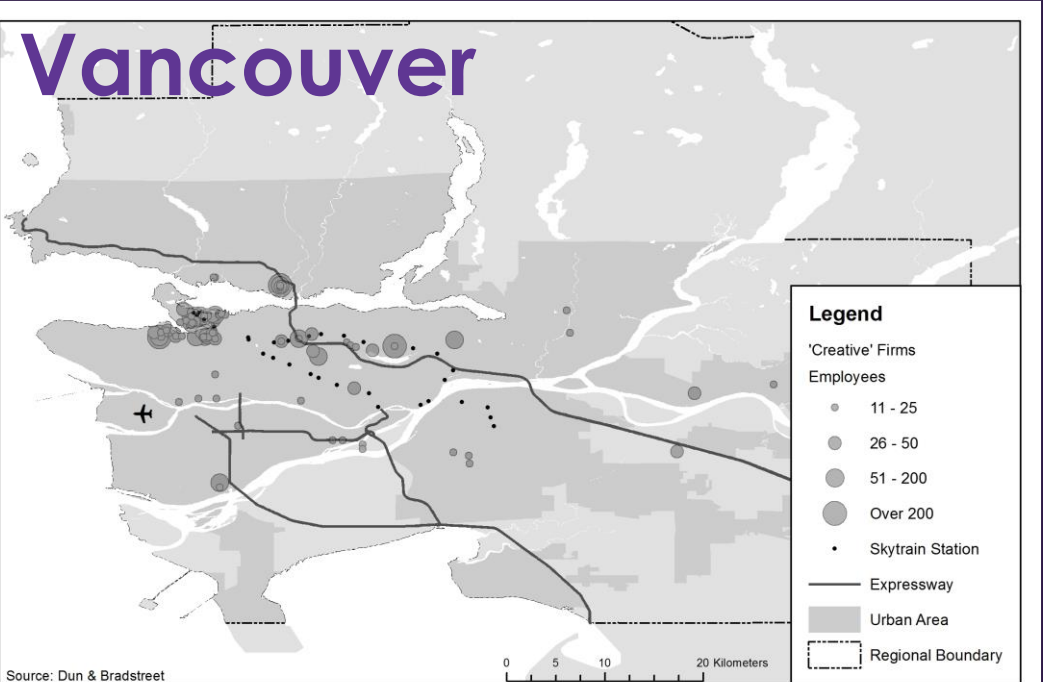 Vancouver
Legend
'Creative' Firms
Employees
11 - 25
26 - 50
51 - 200
Over 200
Skytrain Station
Expressway
Urban Area
Regional Boundary
0 5 10 20 Kilometers
Source: Dun & Bradstreet